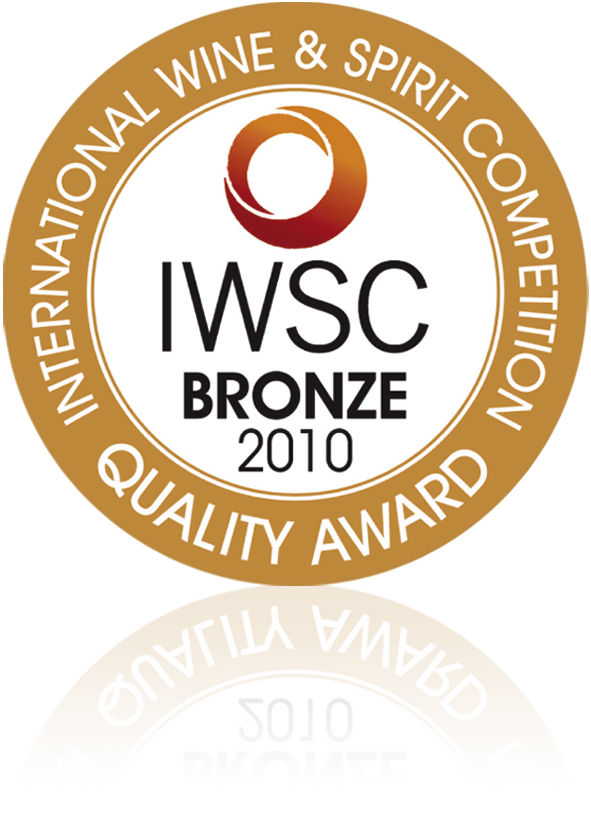 INTERNATIONAL WINE & SPIRIT COMPETITION
IWSC
BRONZE
2010
QUALITY AWARD